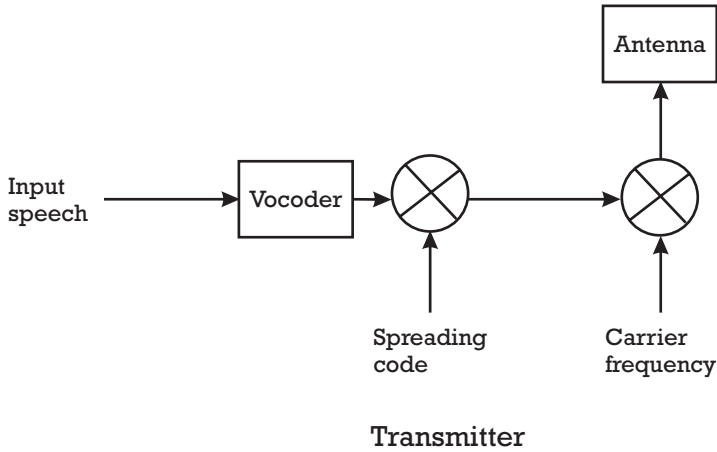 Antenna
Input
speech
Vocoder
Spreading
code
Carrier
frequency
Transmitter